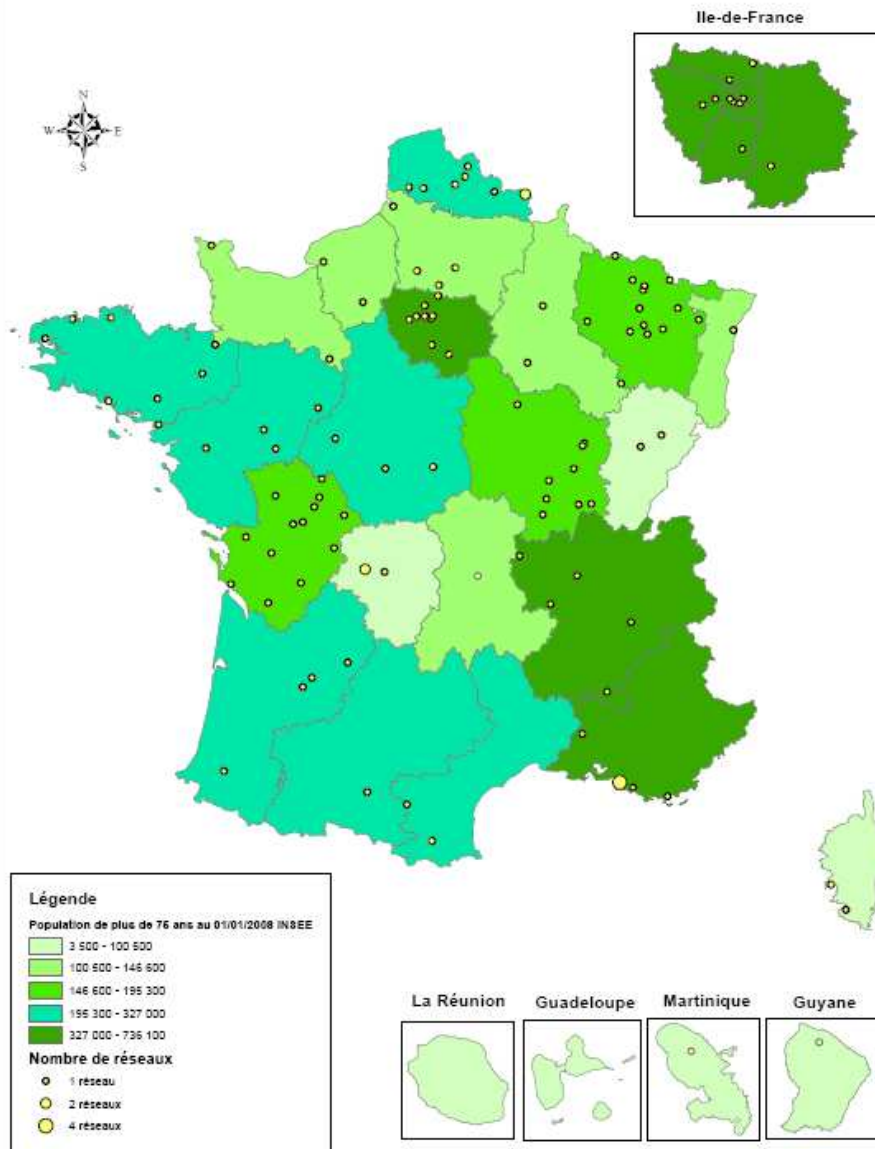 Ile-de-France
N
W E
S
Légende
Population de plus de 75 ans au 01/01/2008 INSEE
3 500 - 100 500
100 500 - 146 600
146 600 - 195 300
195 300 - 327 000
327 000 - 736 100
Nombre de réseaux
1 réseau
2 réseaux
4 réseaux
La Réunion
Guadeloupe
Martinique
Guyane